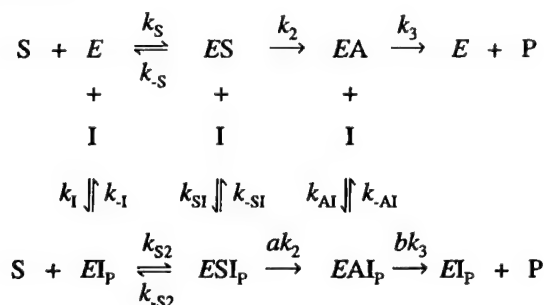 k_S k_2 k_3
S + E ⇌ ES → EA → E + P
k_-S
+ + +
I I I
k_I ⇌ k_-I k_SI ⇌ k_-SI k_AI ⇌ k_-AI
k_S2 ak_2 bk_3
S + EI_P ⇌ ESI_P → EAI_P → EI_P + P
k_-S2